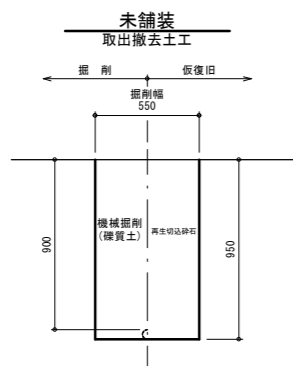 未舗装
取出撤去土工
掘 削 仮復旧
掘削幅
550
機械掘削
(礫質土)
再生切込砕石
900
950